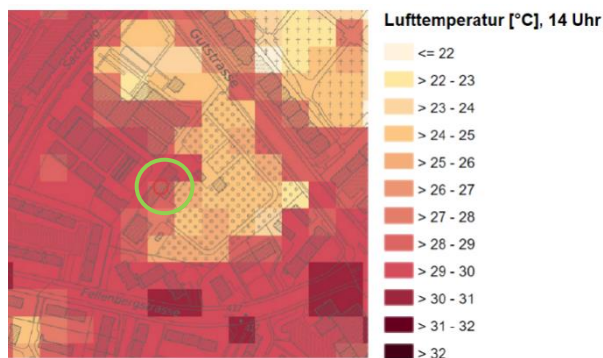 Lufttemperatur [°C], 14 Uhr
<= 22
> 22 - 23
> 23 - 24
> 24 - 25
> 25 - 26
> 26 - 27
> 27 - 28
> 28 - 29
> 29 - 30
> 30 - 31
> 31 - 32
> 32
Gutstrasse